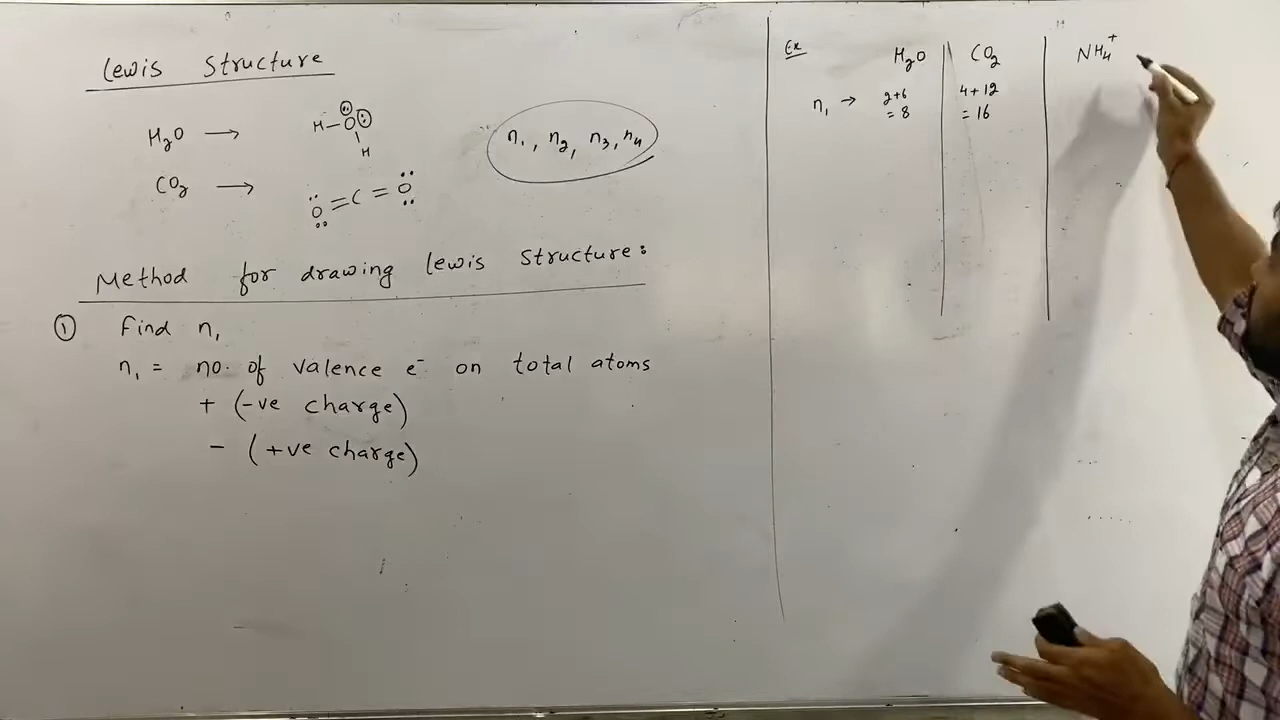 Lewis Structure
H₂O → H–O
H
CO₂ → O=C=O
n₁, n₂, n₃, n₄
Method for drawing lewis structure:
① Find n₁
n₁ = no. of valence e⁻ on total atoms
+ (-ve charge)
- (+ve charge)
Ex H₂O CO₂ NH₄⁺
n₁ → 2+6 4+12
= 8 = 16